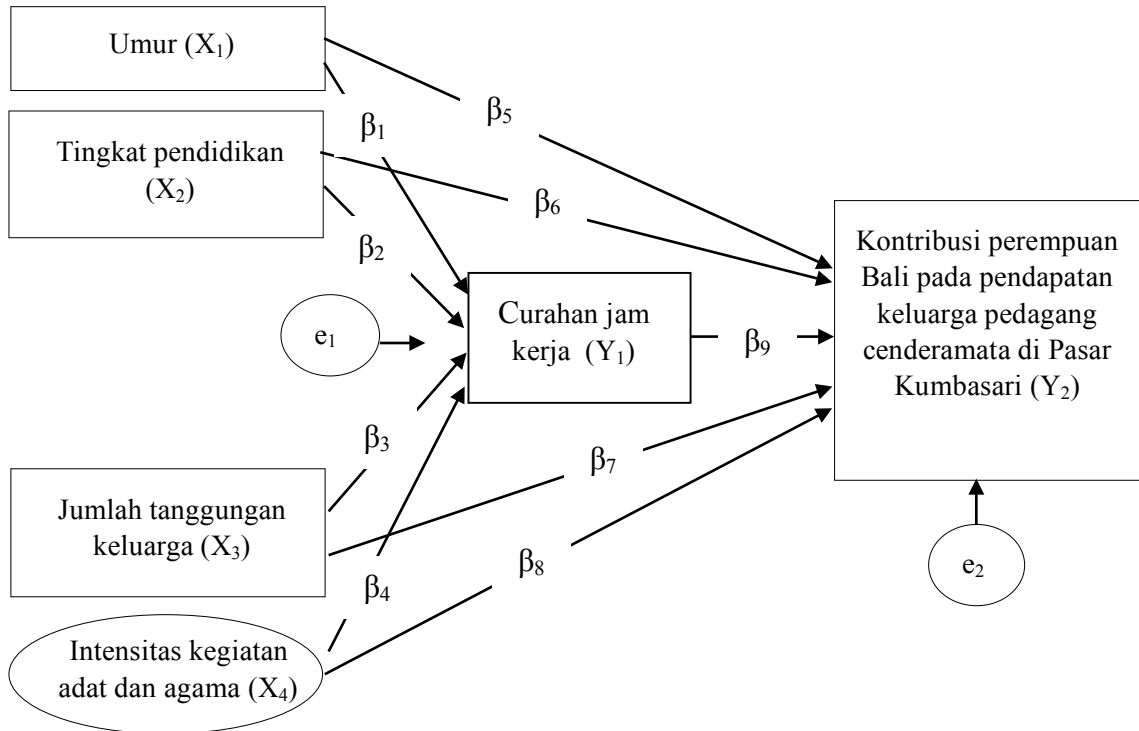 Umur (X₁)
β₅
β₁
Tingkat pendidikan
(X₂)
β₆
β₂
Kontribusi perempuan
Bali pada pendapatan
keluarga pedagang
cenderamata di Pasar
Kumbasari (Y₂)
Curahan jam
kerja (Y₁)
e₁
β₉
β₃
β₇
Jumlah tanggungan
keluarga (X₃)
β₈
β₄
e₂
Intensitas kegiatan
adat dan agama (X₄)